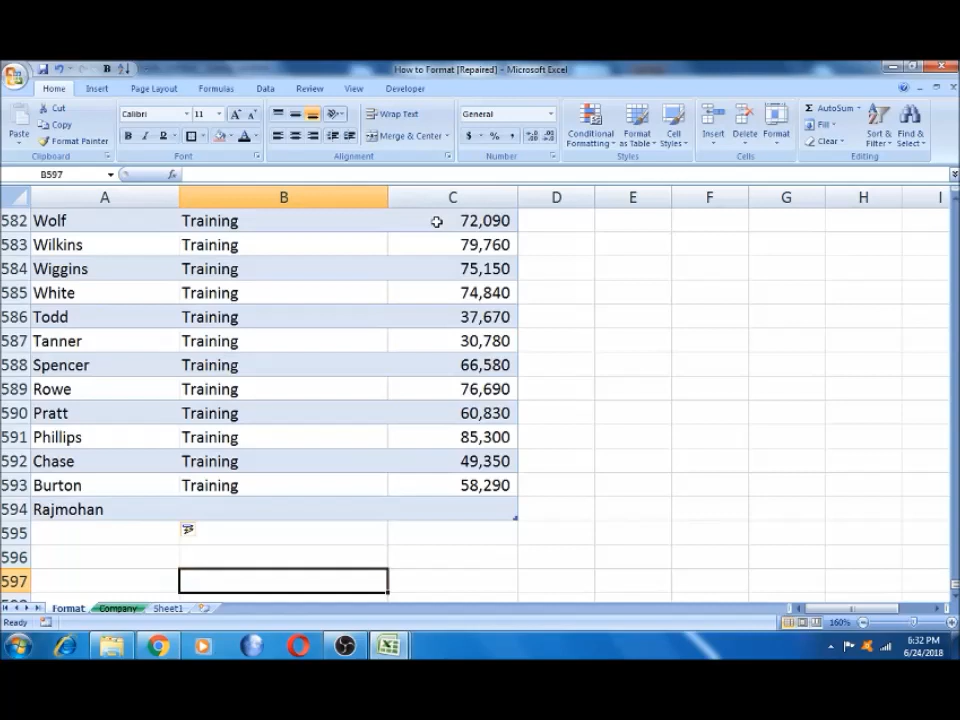 How to Format [Repaired] - Microsoft Excel
Home Insert Page Layout Formulas Data Review View Developer
Cut
Copy
Format Painter
Paste
Clipboard
Calibri 11
Font
Wrap Text
Merge & Center
Alignment
General
Number
Conditional Formatting
Format as Table
Cell Styles
Styles
Insert Delete Format
Cells
AutoSum
Fill
Clear
Sort & Filter
Find & Select
Editing
B597
A B C D E F G H I
582 Wolf Training 72,090
583 Wilkins Training 79,760
584 Wiggins Training 75,150
585 White Training 74,840
586 Todd Training 37,670
587 Tanner Training 30,780
588 Spencer Training 66,580
589 Rowe Training 76,690
590 Pratt Training 60,830
591 Phillips Training 85,300
592 Chase Training 49,350
593 Burton Training 58,290
594 Rajmohan
595
596
597
Format Company Sheet1
Ready 160%
6:32 PM
6/24/2018